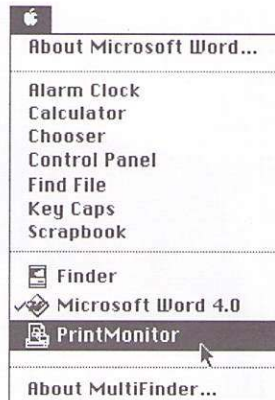 About Microsoft Word...
Alarm Clock
Calculator
Chooser
Control Panel
Find File
Key Caps
Scrapbook
Finder
Microsoft Word 4.0
PrintMonitor
About MultiFinder...